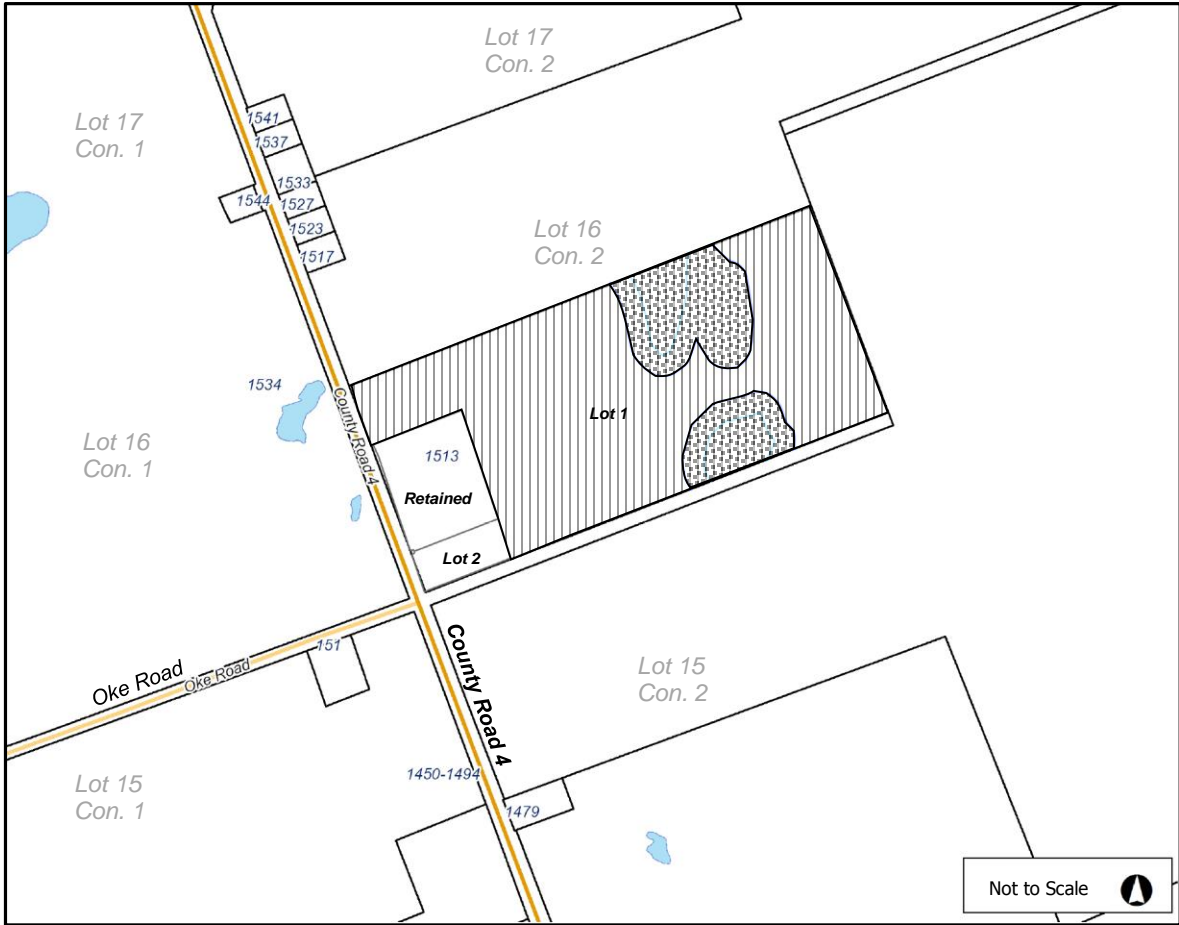 Lot 17
Con. 2
Lot 17
Con. 1
1541
1537
1533
1544
1527
1523
1517
Lot 16
Con. 2
1534
County Road 4
Lot 1
Lot 16
Con. 1
1513
Retained
Lot 2
151
Oke Road
Oke Road
County Road 4
Lot 15
Con. 2
Lot 15
Con. 1
1450-1494
1479
Not to Scale